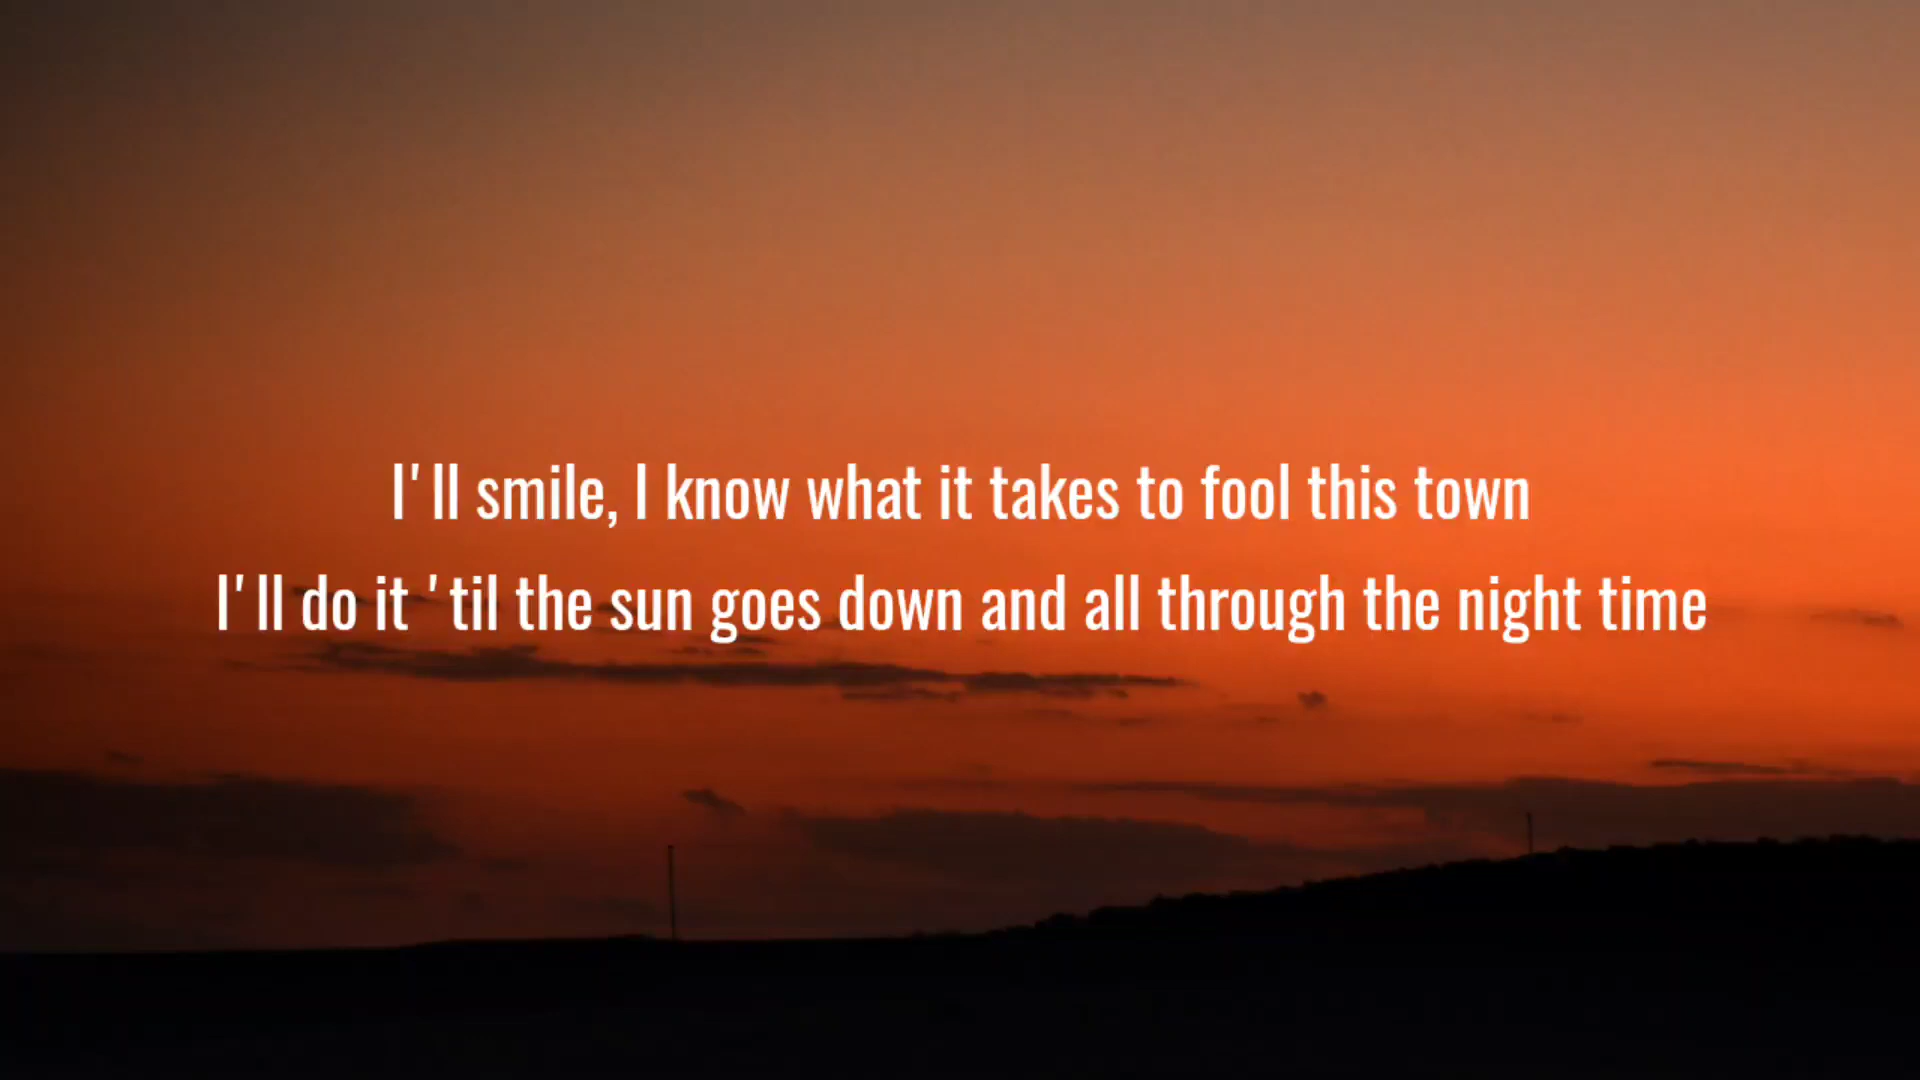 I'll smile, I know what it takes to fool this town
I'll do it 'til the sun goes down and all through the night time